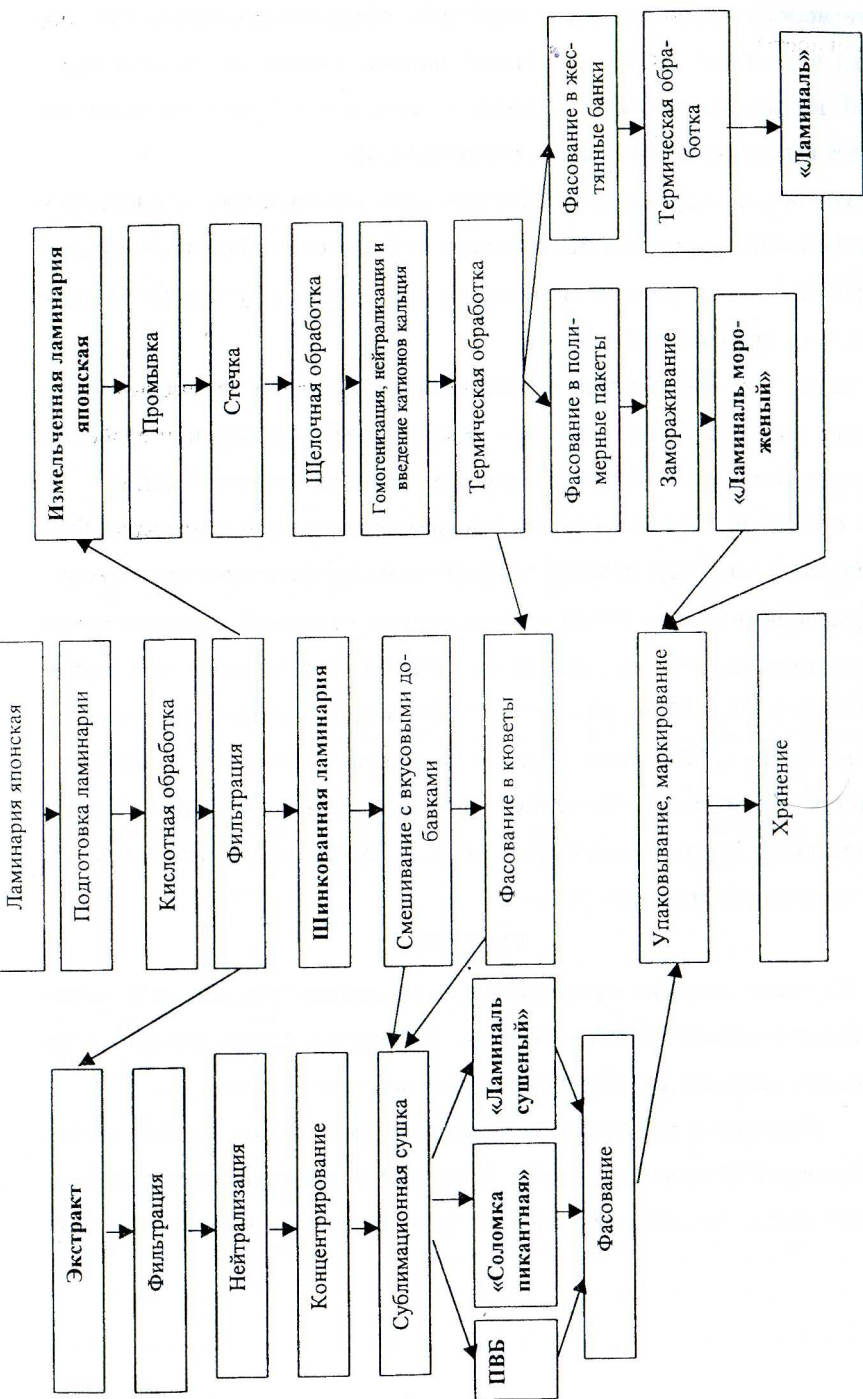 Ламинария японская
Подготовка ламинарии
Кислотная обработка
Фильтрация
Шинкованная ламинария
Смешивание с вкусовыми до-
бавками
Фасование в кюветы
Экстракт
Фильтрация
Нейтрализация
Концентрирование
Сублимационная сушка
ПВБ
«Соломка
пикантная»
«Ламиналь
сушеный»
Фасование
Измельченная ламинария
японская
Промывка
Стечка
Щелочная обработка
Гомогенизация, нейтрализация и
введение катионов кальция
Термическая обработка
Фасование в поли-
мерные пакеты
Замораживание
«Ламиналь моро-
женый»
Фасование в жес-
тянные банки
Термическая обра-
ботка
«Ламиналь»
Упаковывание, маркирование
Хранение